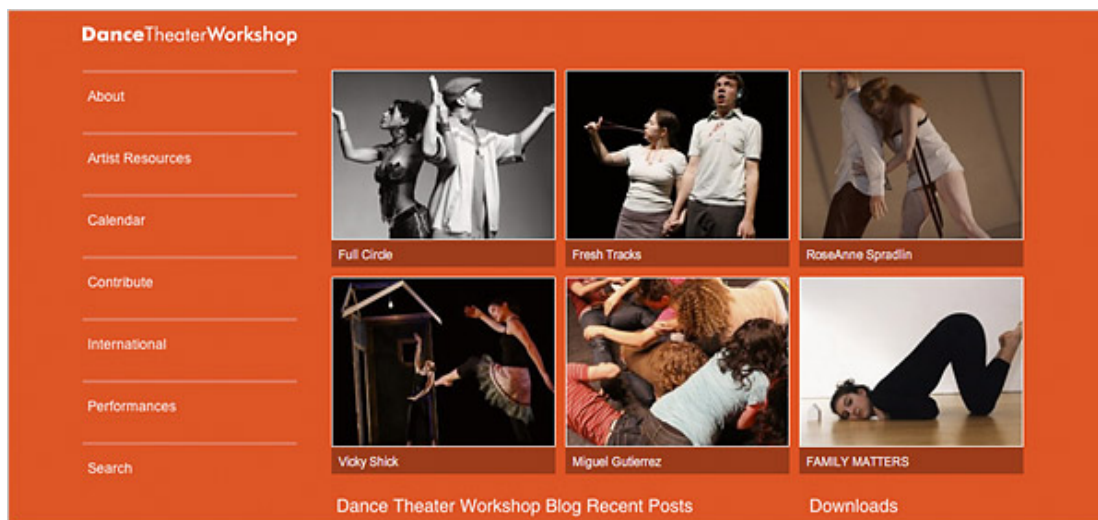 DanceTheaterWorkshop
About
Artist Resources
Calendar
Contribute
International
Performances
Search
Full Circle
Fresh Tracks
RoseAnne Spradlin
Vicky Shick
Miguel Gutierrez
FAMILY MATTERS
Dance Theater Workshop Blog Recent Posts
Downloads